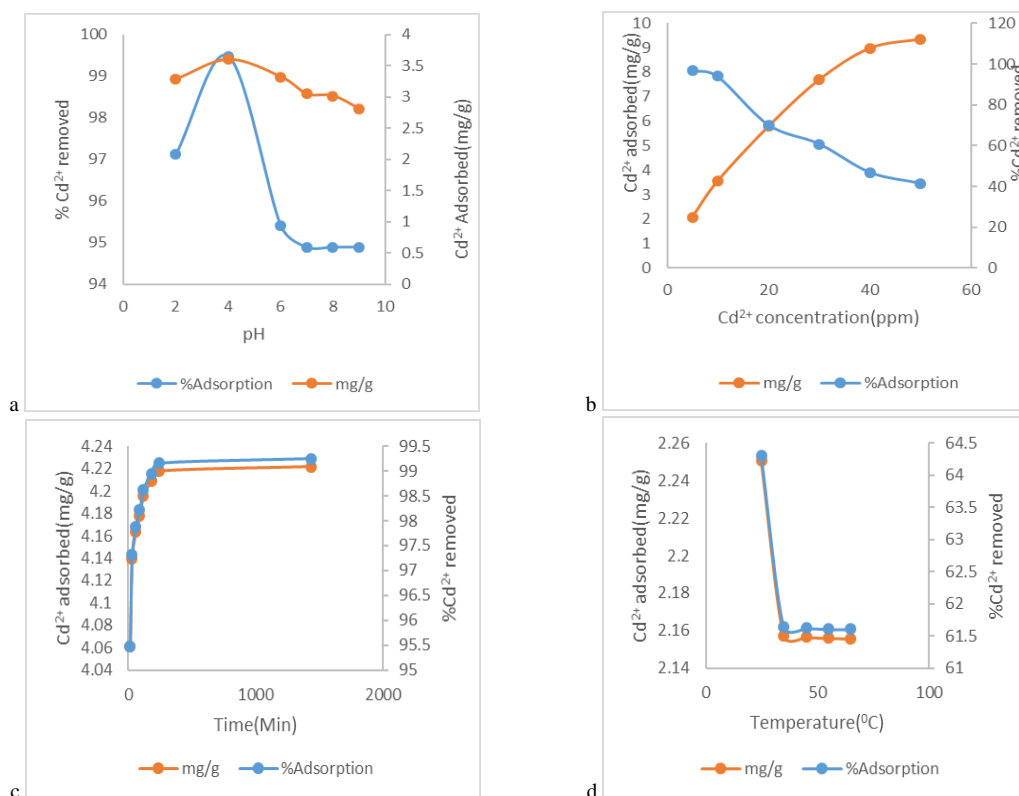 100
99
98
97
96
95
94
% Cd²⁺ removed
4
3.5
3
2.5
2
1.5
1
0.5
0
Cd²⁺ Adsorbed(mg/g)
0 2 4 6 8 10
pH
%Adsorption mg/g
a
10
9
8
7
6
5
4
3
2
1
0
Cd²⁺ adsorbed(mg/g)
120
100
80
60
40
20
0
%Cd²⁺ removed
0 20 40 60
Cd²⁺ concentration(ppm)
mg/g %Adsorption
b
4.24
4.22
4.2
4.18
4.16
4.14
4.12
4.1
4.08
4.06
4.04
Cd²⁺ adsorbed(mg/g)
99.5
99
98.5
98
97.5
97
96.5
96
95.5
95
%Cd²⁺ removed
0 1000 2000
Time(Min)
mg/g %Adsorption
c
2.26
2.24
2.22
2.2
2.18
2.16
2.14
Cd²⁺ adsorbed(mg/g)
64.5
64
63.5
63
62.5
62
61.5
61
%Cd²⁺ removed
0 50 100
Temperature(⁰C)
mg/g %Adsorption
d